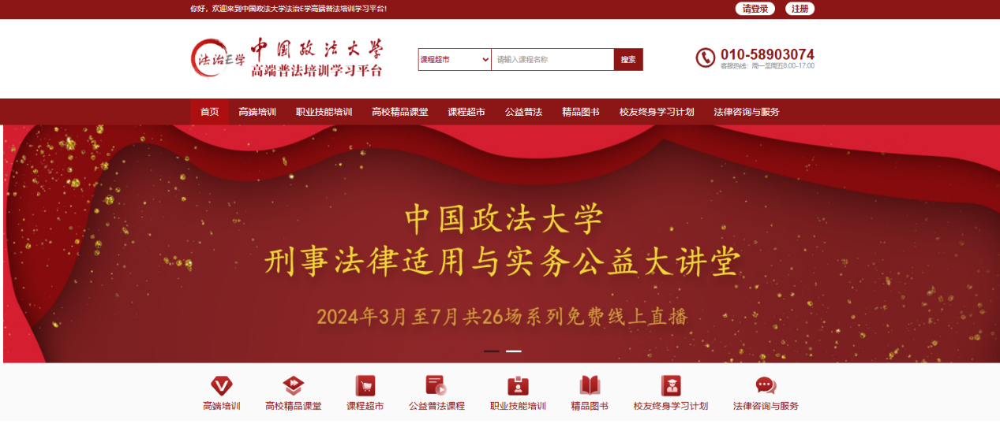 你好，欢迎来到中国政法大学法治E学高端普法培训学习平台！
请登录 注册
法治E学 中国政法大學
高端普法培训学习平台
课程超市 请输入课程名称 搜索
010-58903074
客服热线：周一至周五8:00-17:00
首页 高端培训 职业技能培训 高校精品课堂 课程超市 公益普法 精品图书 校友终身学习计划 法律咨询与服务
中国政法大学
刑事法律适用与实务公益大讲堂
2024年3月至7月共26场系列免费线上直播
高端培训 高校精品课堂 课程超市 公益普法课程 职业技能培训 精品图书 校友终身学习计划 法律咨询与服务